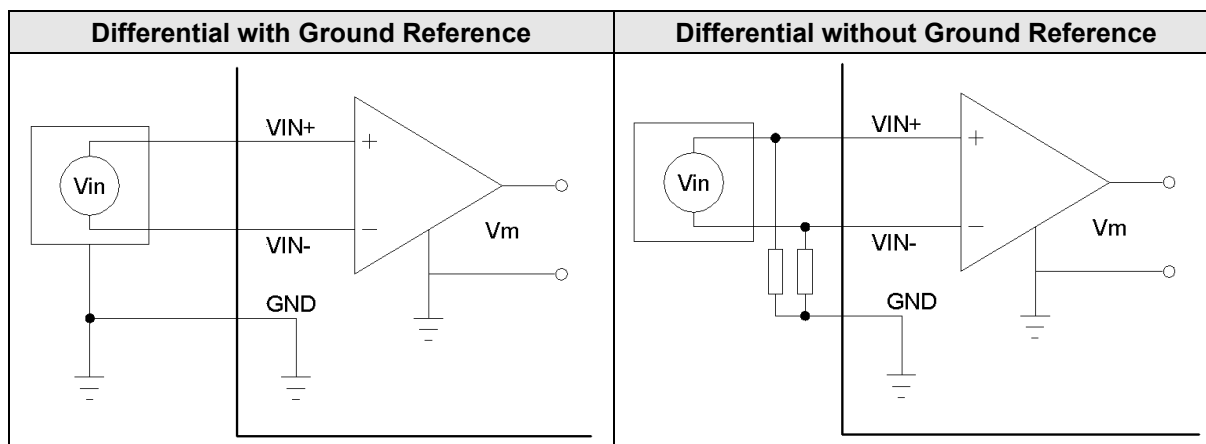 Differential with Ground Reference
VIN+
+
Vin
−
VIN-
Vm
GND
Differential without Ground Reference
VIN+
+
Vin
−
VIN-
Vm
GND